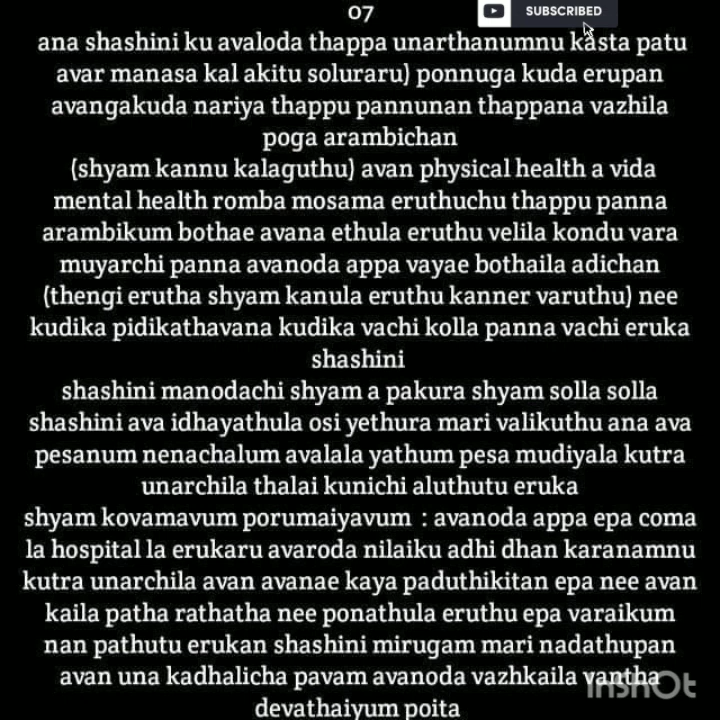 07
SUBSCRIBED
ana shashini ku avaloda thappa unarthanumnu kasta patu
avar manasa kal akitu soluraru) ponnuga kuda erupan
avangakuda nariya thappu pannunan thappana vazhila
poga arambichan
(shyam kannu kalaguthu) avan physical health a vida
mental health romba mosama eruthuchu thappu panna
arambikum bothae avana ethula eruthu velila kondu vara
muyarchi panna avanoda appa vayae bothaila adichan
(thengi erutha shyam kanula eruthu kanner varuthu) nee
kudika pidikathavana kudika vachi kolla panna vachi eruka
shashini
shashini manodachi shyam a pakura shyam solla solla
shashini ava idhayathula osi yethura mari valikuthu ana ava
pesanum nenachalum avalala yathum pesa mudiyala kutra
unarchila thalai kunichi aluthutu eruka
shyam kovamavum porumaiyavum : avanoda appa epa coma
la hospital la erukaru avaroda nilaiku adhi dhan karanamnu
kutra unarchila avan avanae kaya paduthikitan epa nee avan
kaila patha rathatha nee ponathula eruthu epa varaikum
nan pathutu erukan shashini mirugam mari nadathupan
avan una kadhalicha pavam avanoda vazhkaila vantha
devathaiyum poita
InShOt